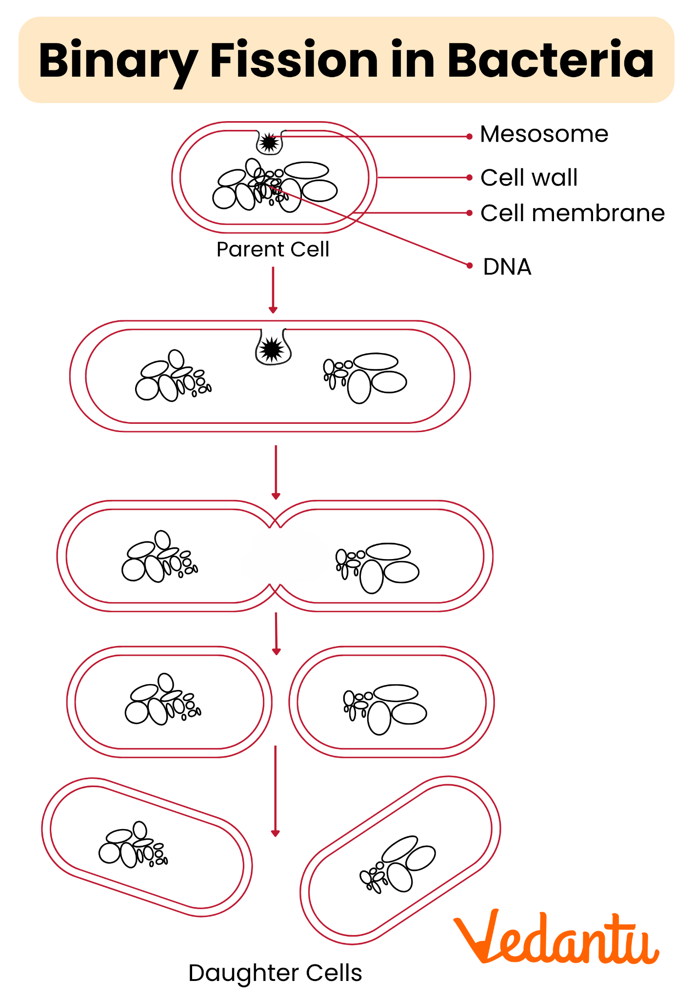 Binary Fission in Bacteria
Mesosome
Cell wall
Cell membrane
Parent Cell
DNA
Daughter Cells
Vedantu